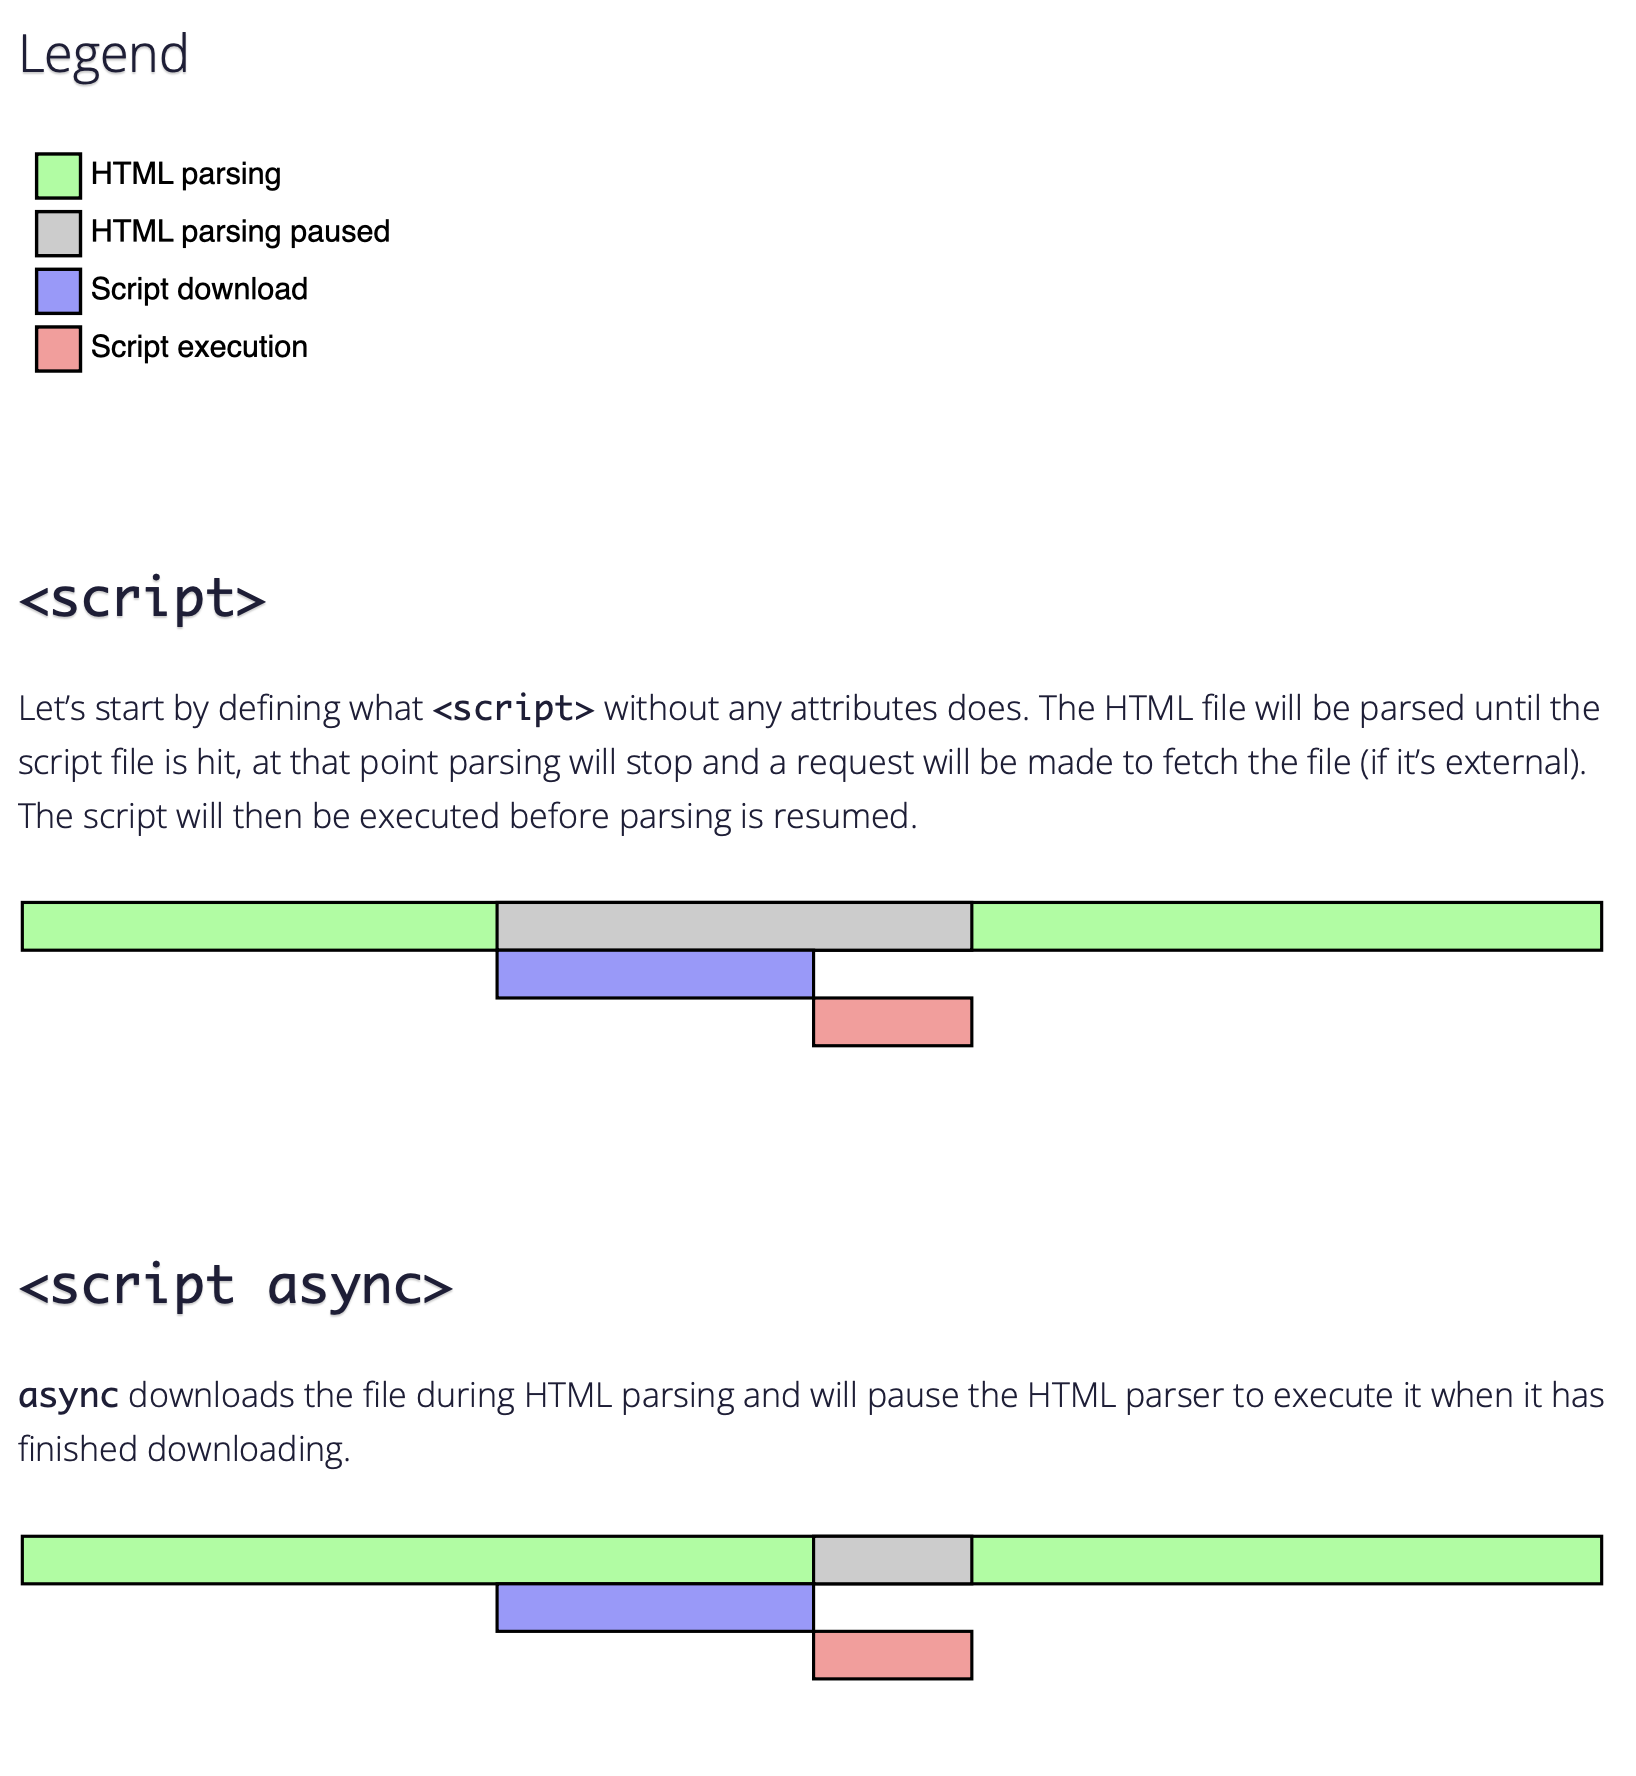 Legend
HTML parsing
HTML parsing paused
Script download
Script execution
<script>
Let’s start by defining what <script> without any attributes does. The HTML file will be parsed until the
script file is hit, at that point parsing will stop and a request will be made to fetch the file (if it’s external).
The script will then be executed before parsing is resumed.
<script async>
async downloads the file during HTML parsing and will pause the HTML parser to execute it when it has
finished downloading.